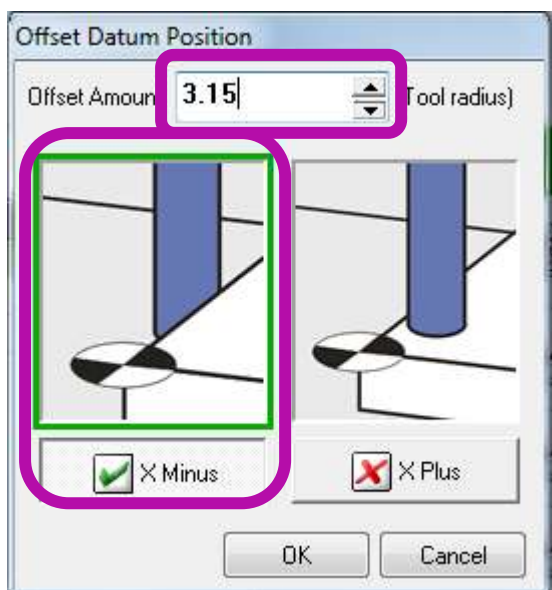 Offset Datum Position
Offset Amoun 3.15 Tool radius)
X Minus X Plus
OK Cancel